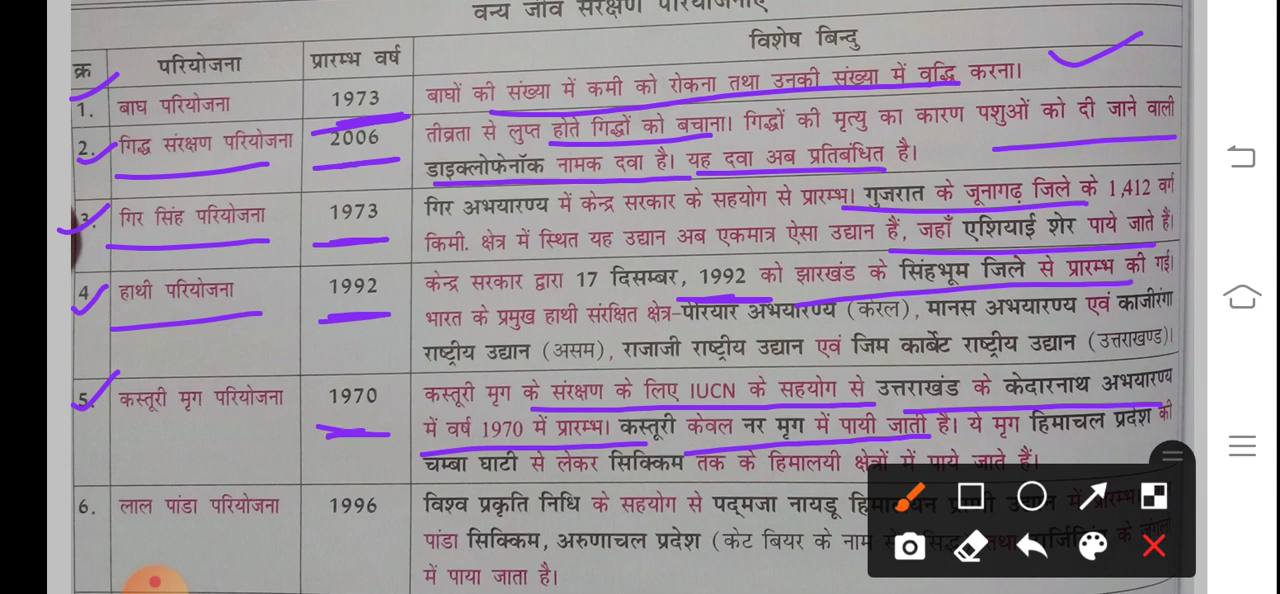 वन्य जीव संरक्षण परियोजनाएँ
क्र परियोजना प्रारम्भ वर्ष विशेष बिन्दु
1. बाघ परियोजना 1973 बाघों की संख्या में कमी को रोकना तथा उनकी संख्या में वृद्धि करना।
2. गिद्ध संरक्षण परियोजना 2006 तीव्रता से लुप्त होते गिद्धों को बचाना। गिद्धों की मृत्यु का कारण पशुओं को दी जाने वाली
डाइक्लोफेनॉक नामक दवा है। यह दवा अब प्रतिबंधित है।
3. गिर सिंह परियोजना 1973 गिर अभयारण्य में केन्द्र सरकार के सहयोग से प्रारम्भ। गुजरात के जूनागढ़ जिले के 1,412 वर्ग
किमी. क्षेत्र में स्थित यह उद्यान अब एकमात्र ऐसा उद्यान हैं, जहाँ एशियाई शेर पाये जाते हैं।
4 हाथी परियोजना 1992 केन्द्र सरकार द्वारा 17 दिसम्बर, 1992 को झारखंड के सिंहभूम जिले से प्रारम्भ की गई।
भारत के प्रमुख हाथी संरक्षित क्षेत्र-पेरियार अभयारण्य (केरल), मानस अभयारण्य एवं काजीरंगा
राष्ट्रीय उद्यान (असम), राजाजी राष्ट्रीय उद्यान एवं जिम कार्बेट राष्ट्रीय उद्यान (उत्तराखण्ड)।
5. कस्तूरी मृग परियोजना 1970 कस्तूरी मृग के संरक्षण के लिए IUCN के सहयोग से उत्तराखंड के केदारनाथ अभयारण्य
में वर्ष 1970 में प्रारम्भ। कस्तूरी केवल नर मृग में पायी जाती है। ये मृग हिमाचल प्रदेश की
चम्बा घाटी से लेकर सिक्किम तक के हिमालयी क्षेत्रों में पाये जाते हैं।
6. लाल पांडा परियोजना 1996 विश्व प्रकृति निधि के सहयोग से पद्मजा नायडू में
पांडा सिक्किम, अरुणाचल प्रदेश (केट बियर के नाम तथा के
में पाया जाता है।